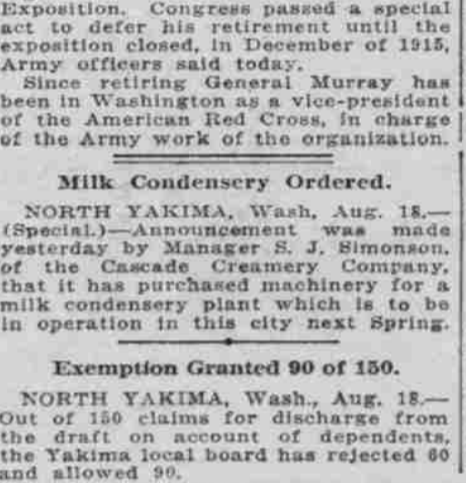 Exposition. Congress passed a special
act to defer his retirement until the
exposition closed, in December of 1915,
Army officers said today.
Since retiring General Murray has
been in Washington as a vice-president
of the American Red Cross, in charge
of the Army work of the organization.
Milk Condensery Ordered.
NORTH YAKIMA, Wash, Aug. 18.—
(Special.)—Announcement was made
yesterday by Manager S. J. Simonson,
of the Cascade Creamery Company,
that it has purchased machinery for a
milk condensery plant which is to be
in operation in this city next Spring.
Exemption Granted 90 of 150.
NORTH YAKIMA, Wash., Aug. 18.—
Out of 150 claims for discharge from
the draft on account of dependents,
the Yakima local board has rejected 60
and allowed 90.